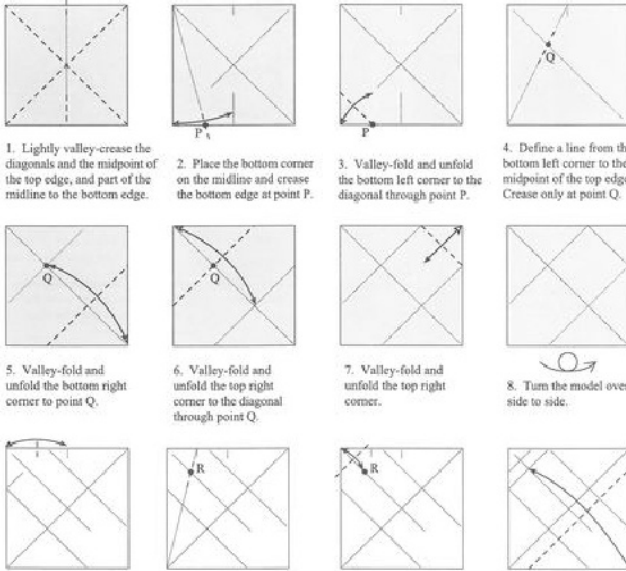 P
P
Q
1. Lightly valley-crease the
diagonals and the midpoint of
the top edge, and part of the
midline to the bottom edge.
2. Place the bottom corner
on the midline and crease
the bottom edge at point P.
3. Valley-fold and unfold
the bottom left corner to the
diagonal through point P.
4. Define a line from the
bottom left corner to the
midpoint of the top edge
Crease only at point Q.
Q
Q
5. Valley-fold and
unfold the bottom right
corner to point Q.
6. Valley-fold and
unfold the top right
corner to the diagonal
through point Q.
7. Valley-fold and
unfold the top right
corner.
8. Turn the model over
side to side.
R
R